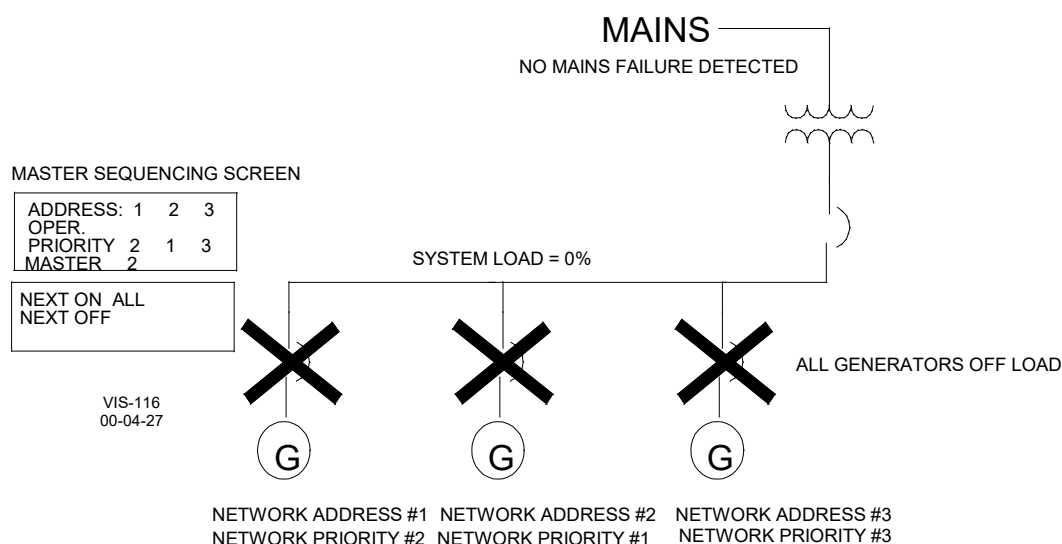 MAINS
NO MAINS FAILURE DETECTED
MASTER SEQUENCING SCREEN
ADDRESS: 1 2 3
OPER.
PRIORITY 2 1 3
MASTER 2
SYSTEM LOAD = 0%
NEXT ON ALL
NEXT OFF
ALL GENERATORS OFF LOAD
VIS-116
00-04-27
G G G
NETWORK ADDRESS #1 NETWORK ADDRESS #2 NETWORK ADDRESS #3
NETWORK PRIORITY #2 NETWORK PRIORITY #1 NETWORK PRIORITY #3